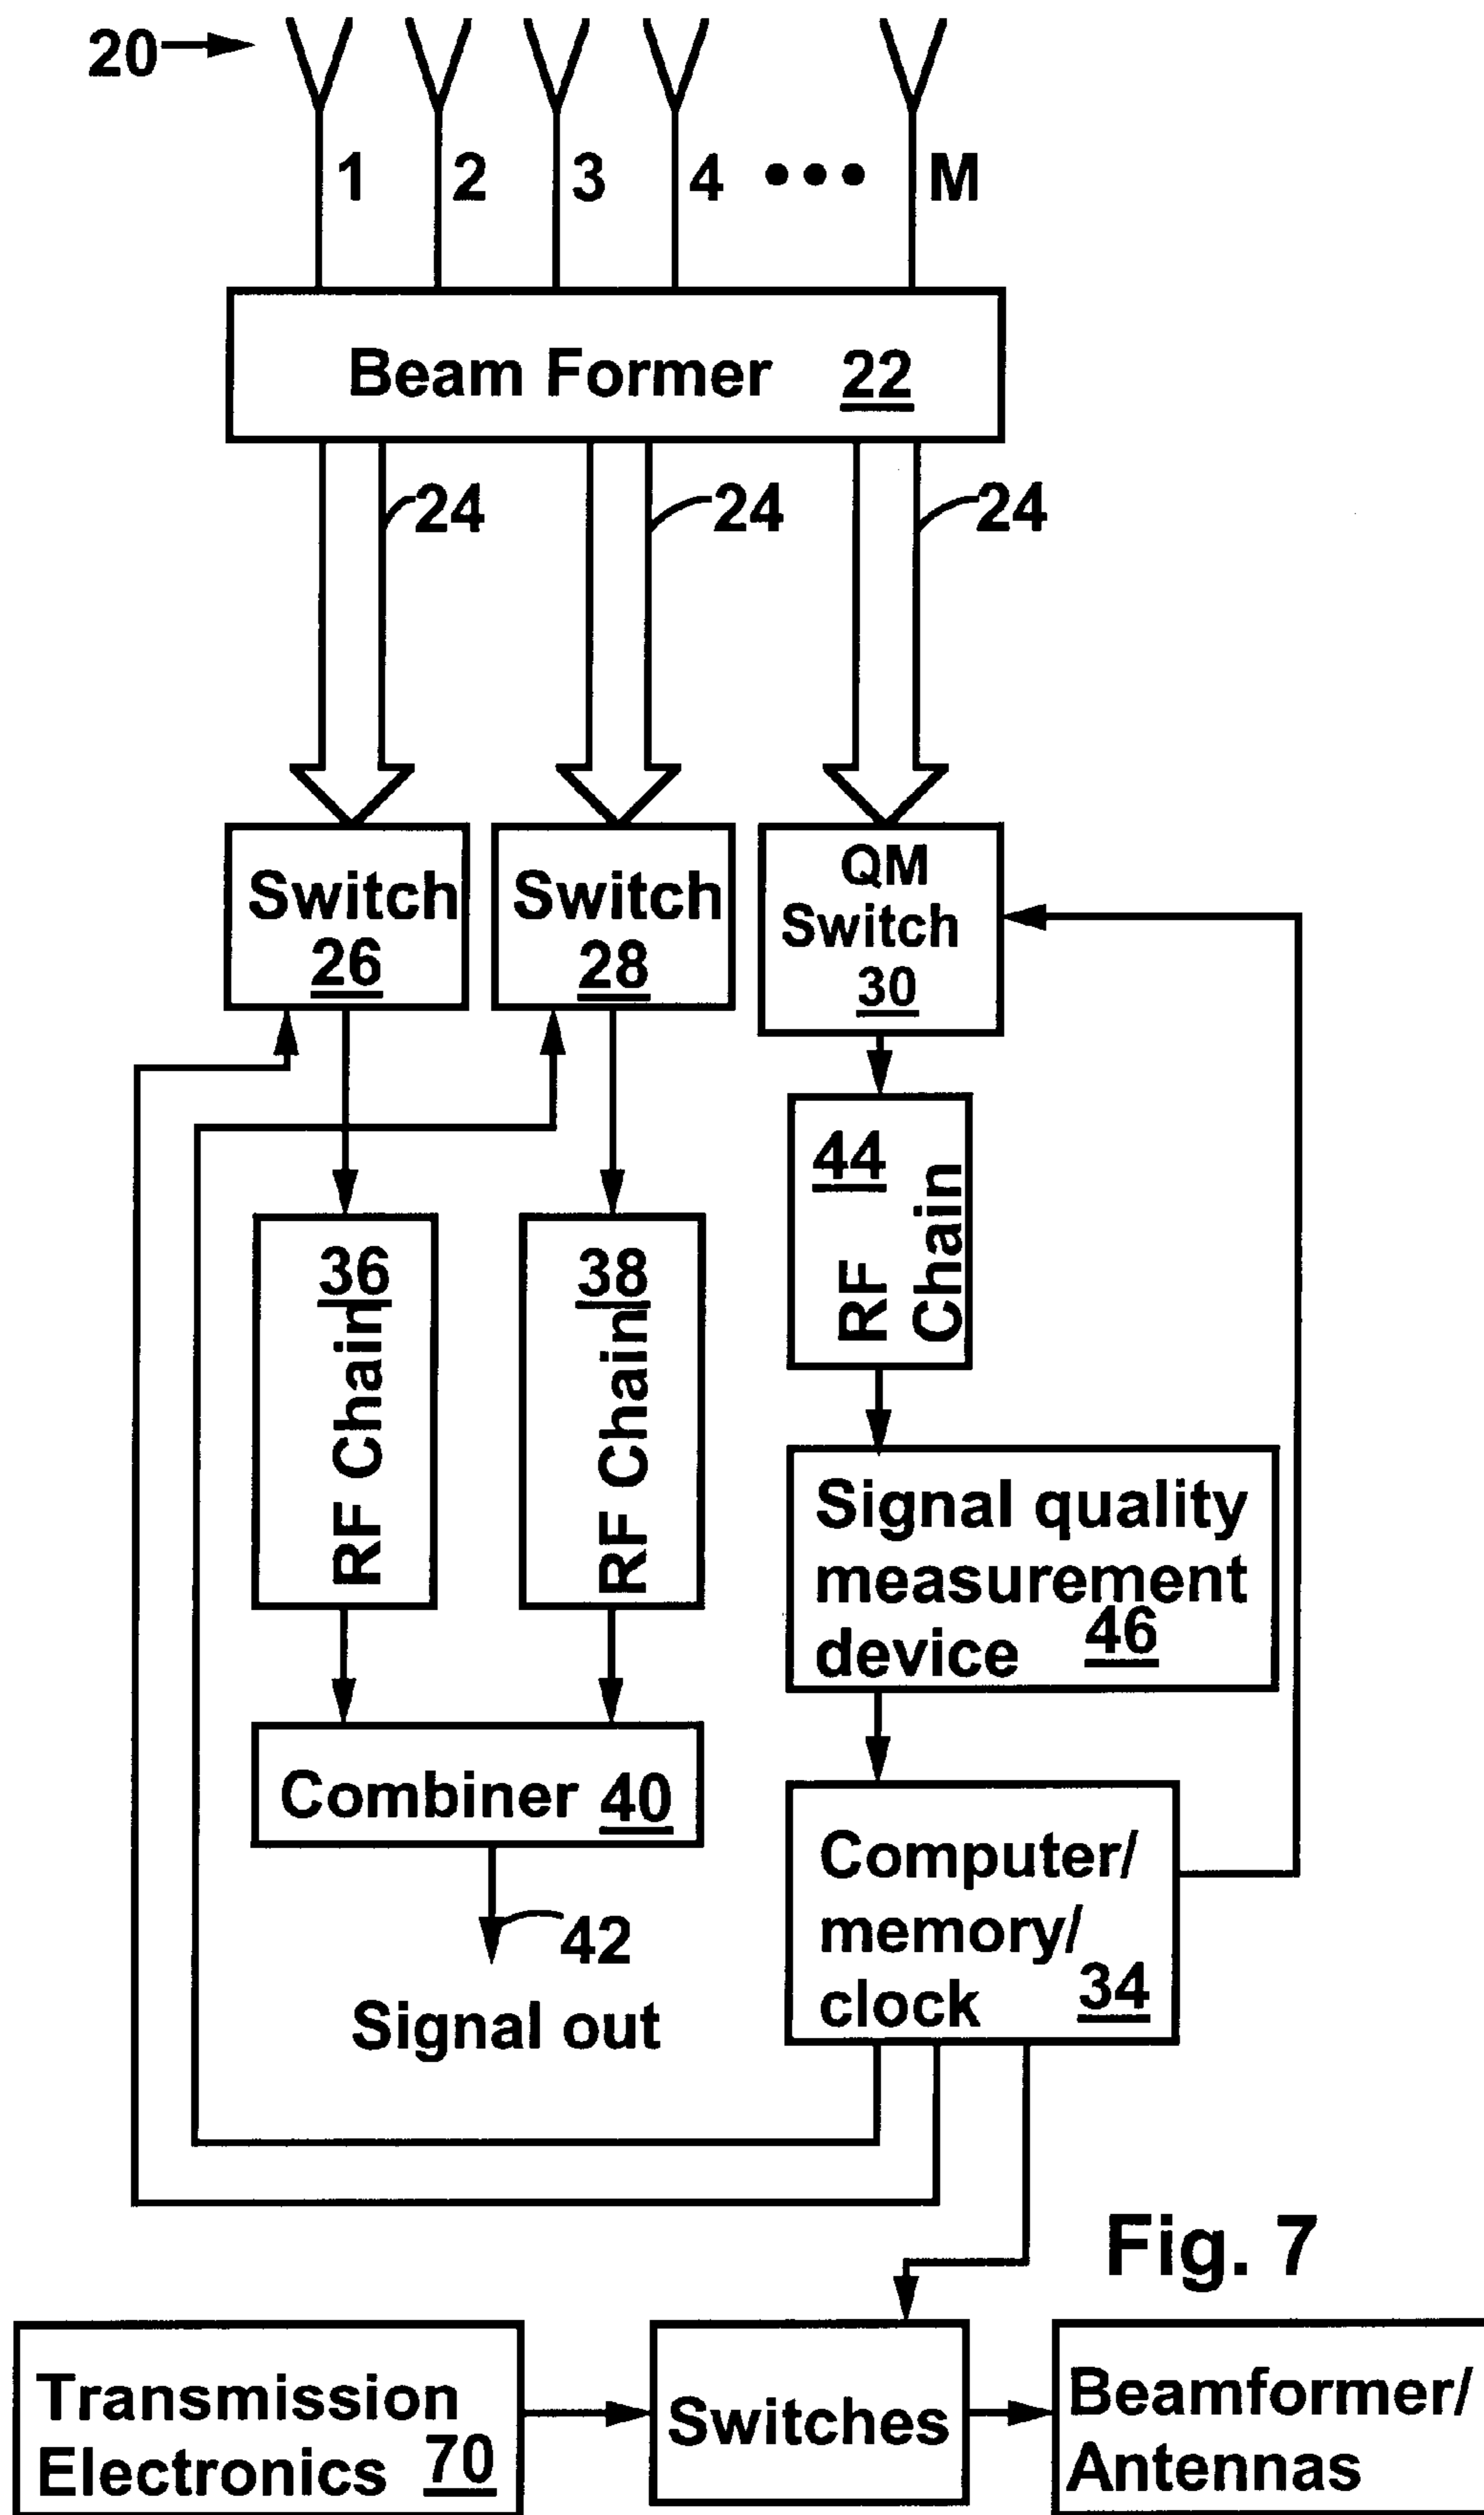 20
1 2 3 4 ••• M
Beam Former 22
24 24 24
Switch
26
Switch
28
QM
Switch
30
36
RF Chain
38
RF Chain
44
RF
Chain
Signal quality
measurement
device 46
Combiner 40
42
Signal out
Computer/
memory/
clock 34
Fig. 7
Transmission
Electronics 70
Switches
Beamformer/
Antennas